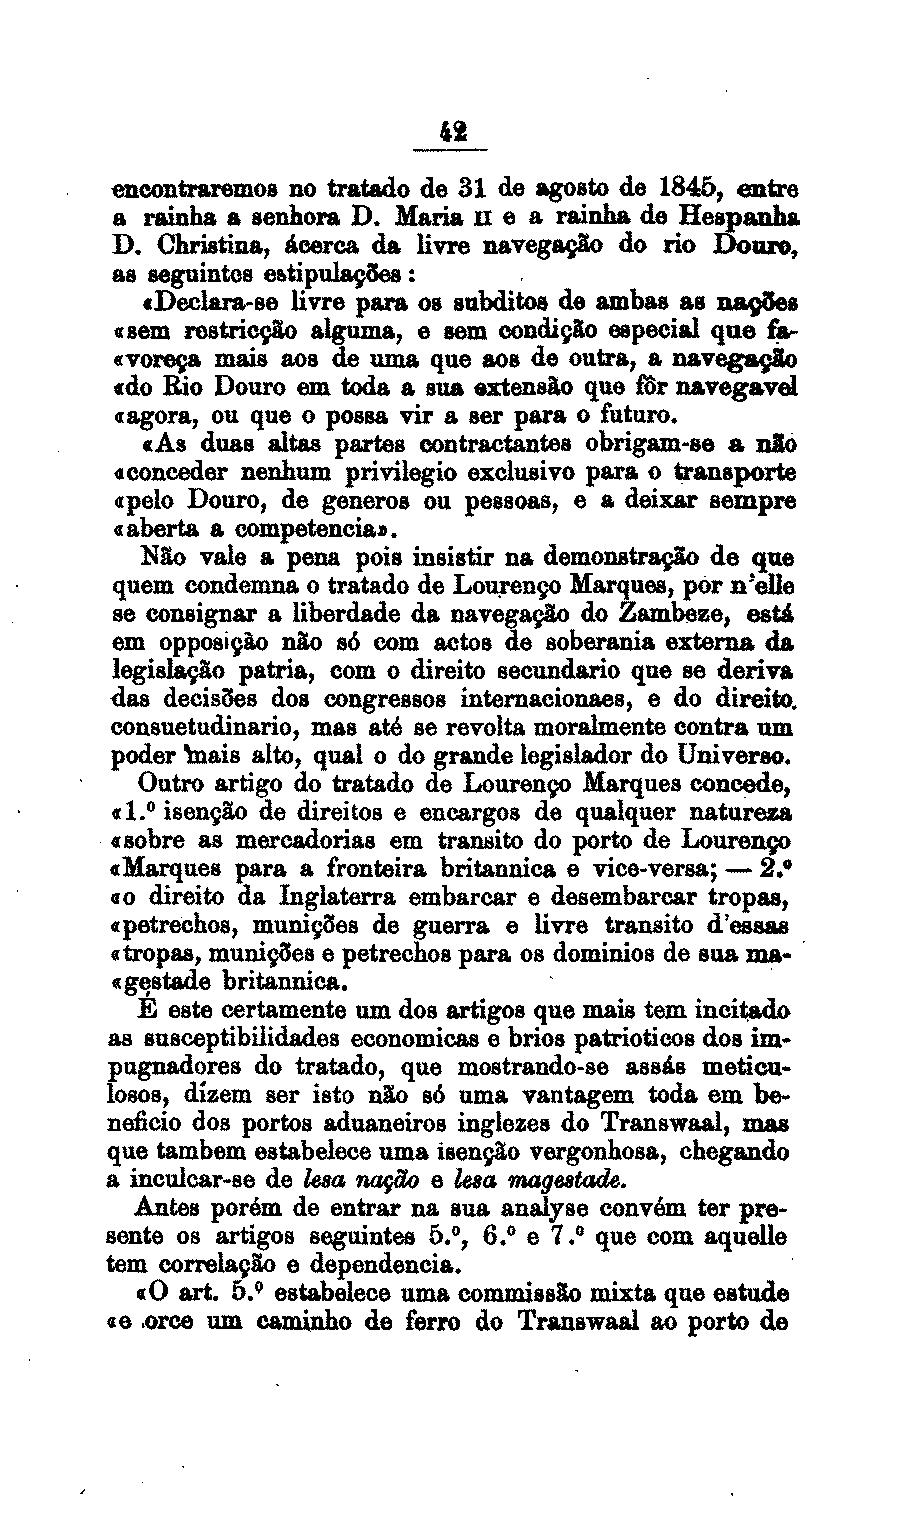 42
encontraremos no tratado de 31 de agosto de 1845, entre
a rainha a senhora D. Maria II e a rainha de Hespanha
D. Christina, ácerca da livre navegação do rio Douro,
as seguintes estipulações:
«Declara-se livre para os subditos de ambas as nações
«sem restricção alguma, e sem condição especial que fa-
«voreça mais aos de uma que aos de outra, a navegação
«do Rio Douro em toda a sua extensão que fôr navegavel
«agora, ou que o possa vir a ser para o futuro.
«As duas altas partes contractantes obrigam-se a não
«conceder nenhum privilegio exclusivo para o transporte
«pelo Douro, de generos ou pessoas, e a deixar sempre
«aberta a competencia».
Não vale a pena pois insistir na demonstração de que
quem condemna o tratado de Lourenço Marques, por n'elle
se consignar a liberdade da navegação do Zambeze, está
em opposição não só com actos de soberania externa da
legislação patria, com o direito secundario que se deriva
das decisões dos congressos internacionaes, e do direito
consuetudinario, mas até se revolta moralmente contra um
poder mais alto, qual o do grande legislador do Universo.
Outro artigo do tratado de Lourenço Marques concede,
«1.º isenção de direitos e encargos de qualquer natureza
«sobre as mercadorias em transito do porto de Lourenço
«Marques para a fronteira britannica e vice-versa; — 2.º
«o direito da Inglaterra embarcar e desembarcar tropas,
«petrechos, munições de guerra e livre transito d'essas
«tropas, munições e petrechos para os dominios de sua ma-
«gestade britannica.
É este certamente um dos artigos que mais tem incitado
as susceptibilidades economicas e brios patrioticos dos im-
pugnadores do tratado, que mostrando-se assás meticu-
losos, dizem ser isto não só uma vantagem toda em be-
neficio dos portos aduaneiros inglezes do Transwaal, mas
que tambem estabelece uma isenção vergonhosa, chegando
a inculcar-se de lesa nação e lesa magestade.
Antes porém de entrar na sua analyse convém ter pre-
sente os artigos seguintes 5.º, 6.º e 7.º que com aquelle
tem correlação e dependencia.
«O art. 5.º estabelece uma commissão mixta que estude
«e orce um caminho de ferro do Transwaal ao porto de